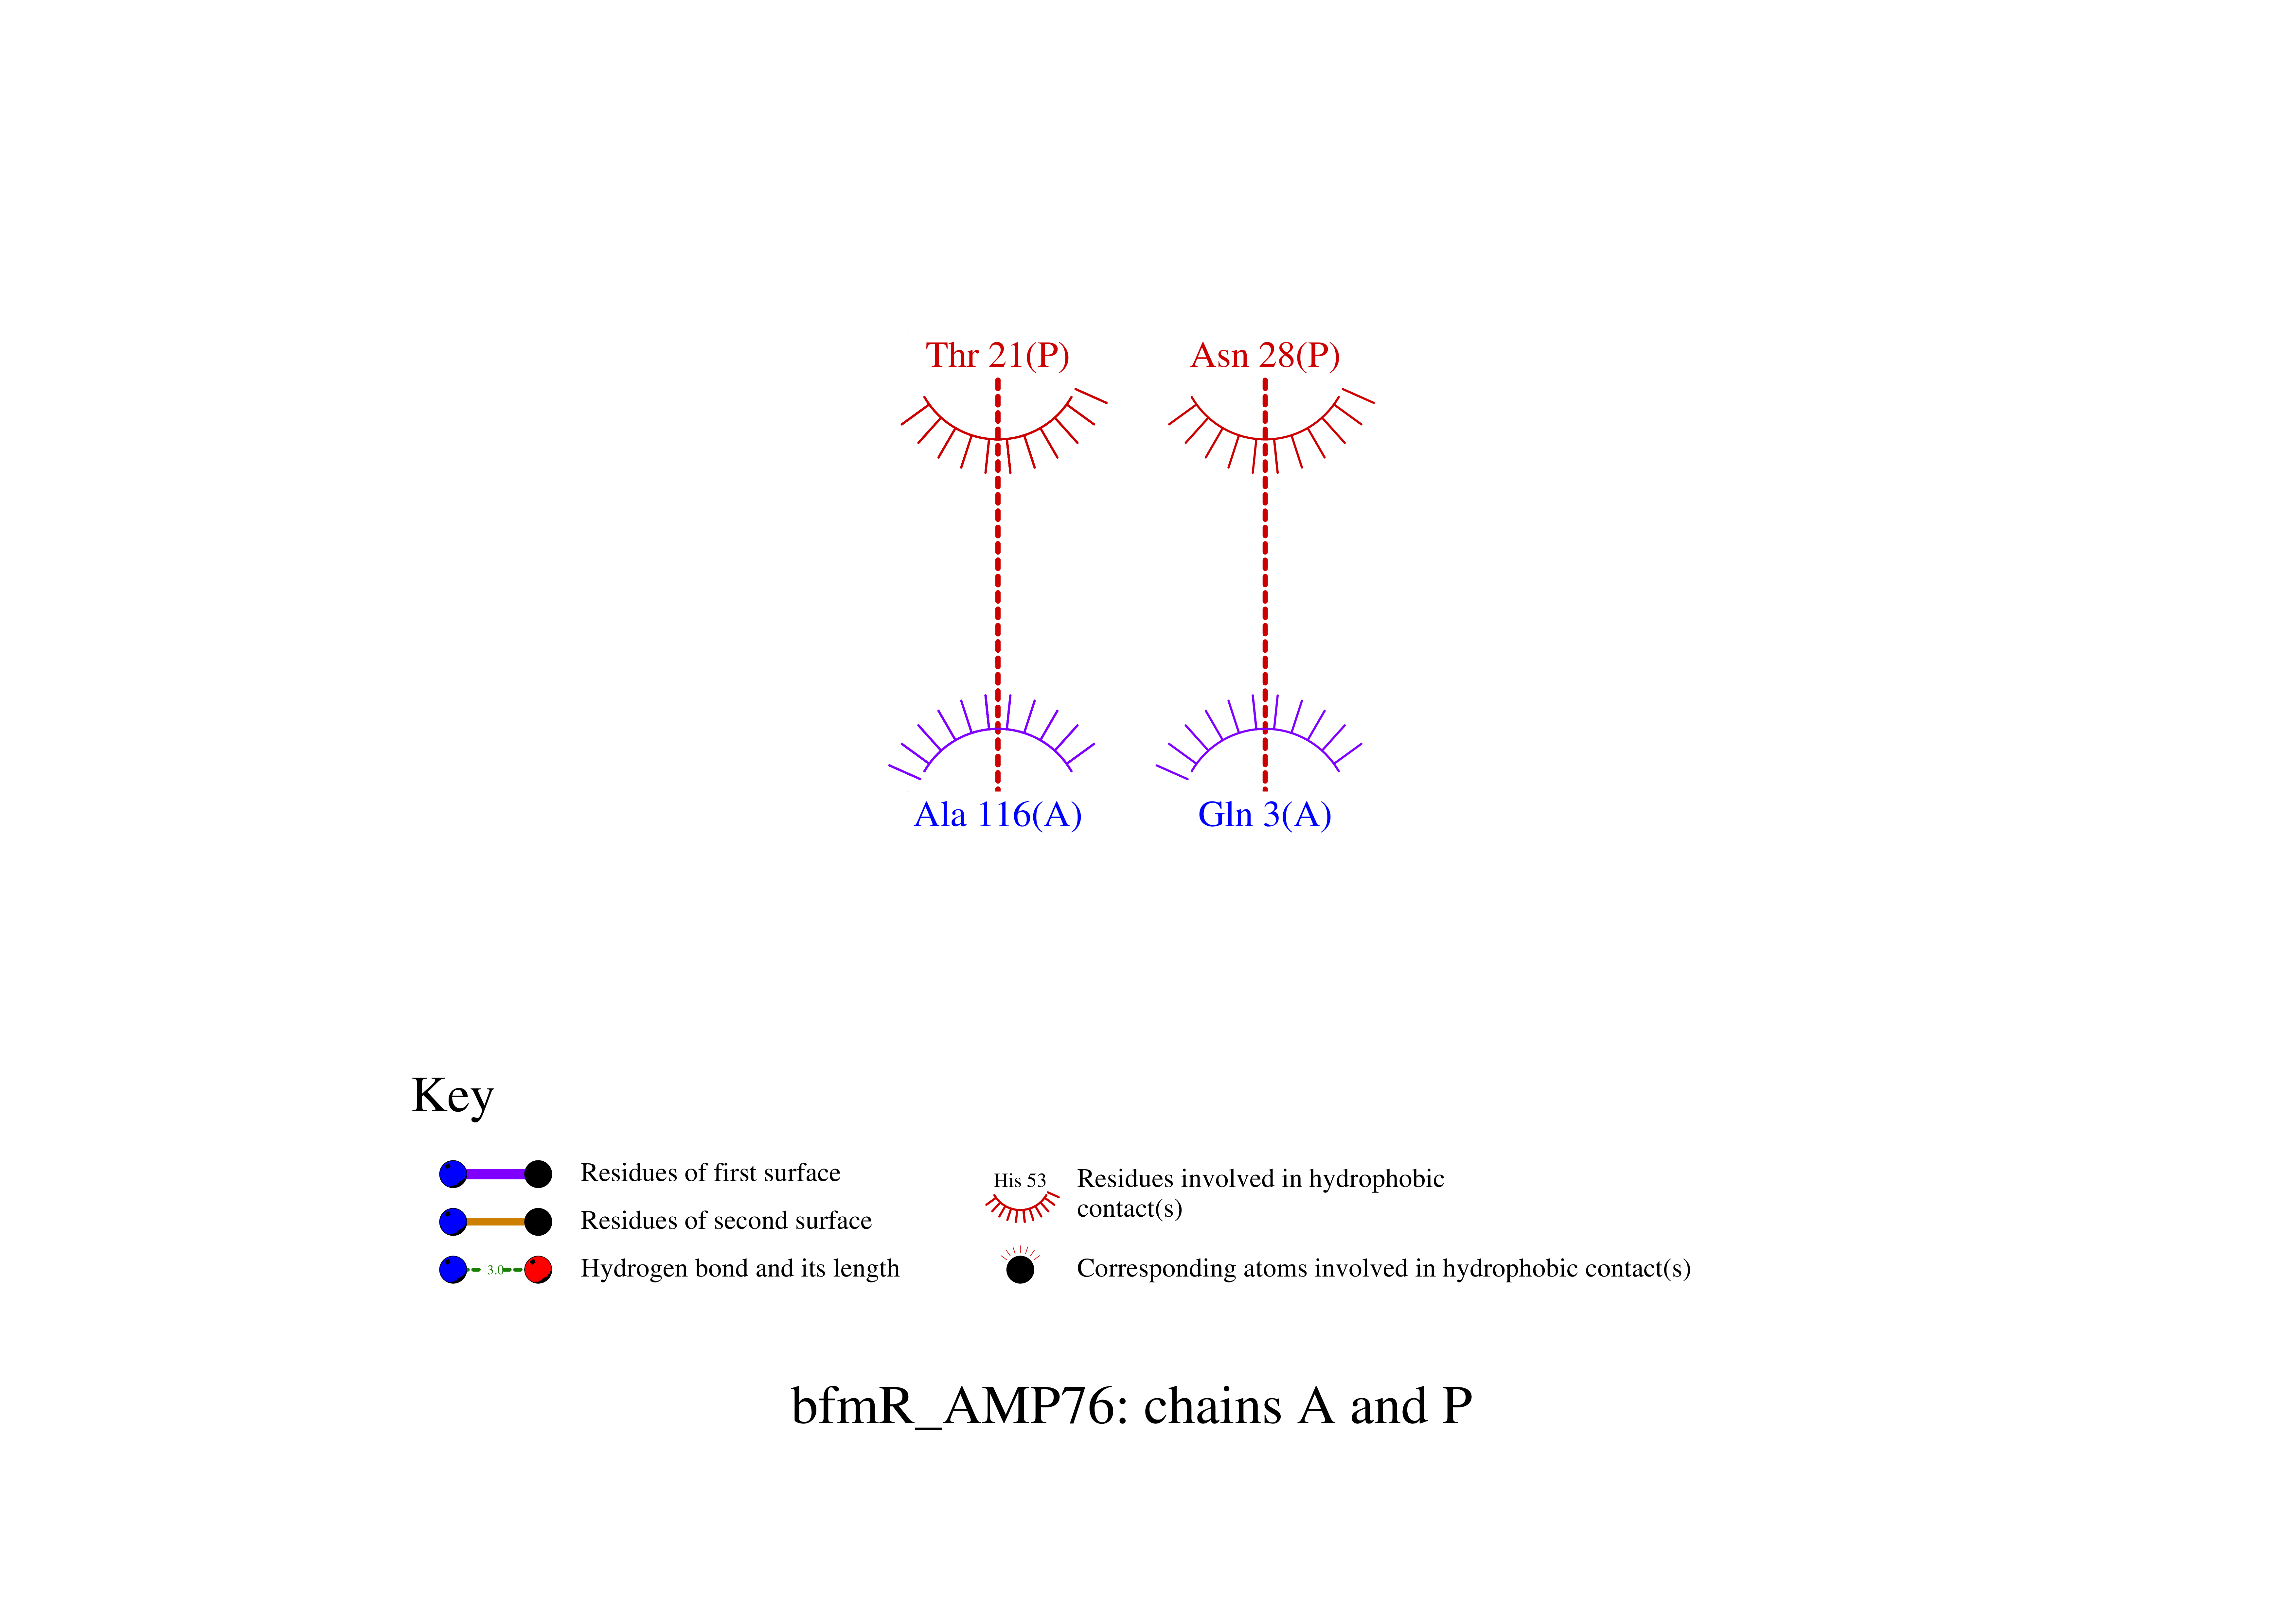 Thr 21(P) Asn 28(P)
Ala 116(A) Gln 3(A)
Key
Residues of first surface
Residues of second surface
3.0 Hydrogen bond and its length
His 53 Residues involved in hydrophobic
contact(s)
Corresponding atoms involved in hydrophobic contact(s)
bfmR_AMP76: chains A and P